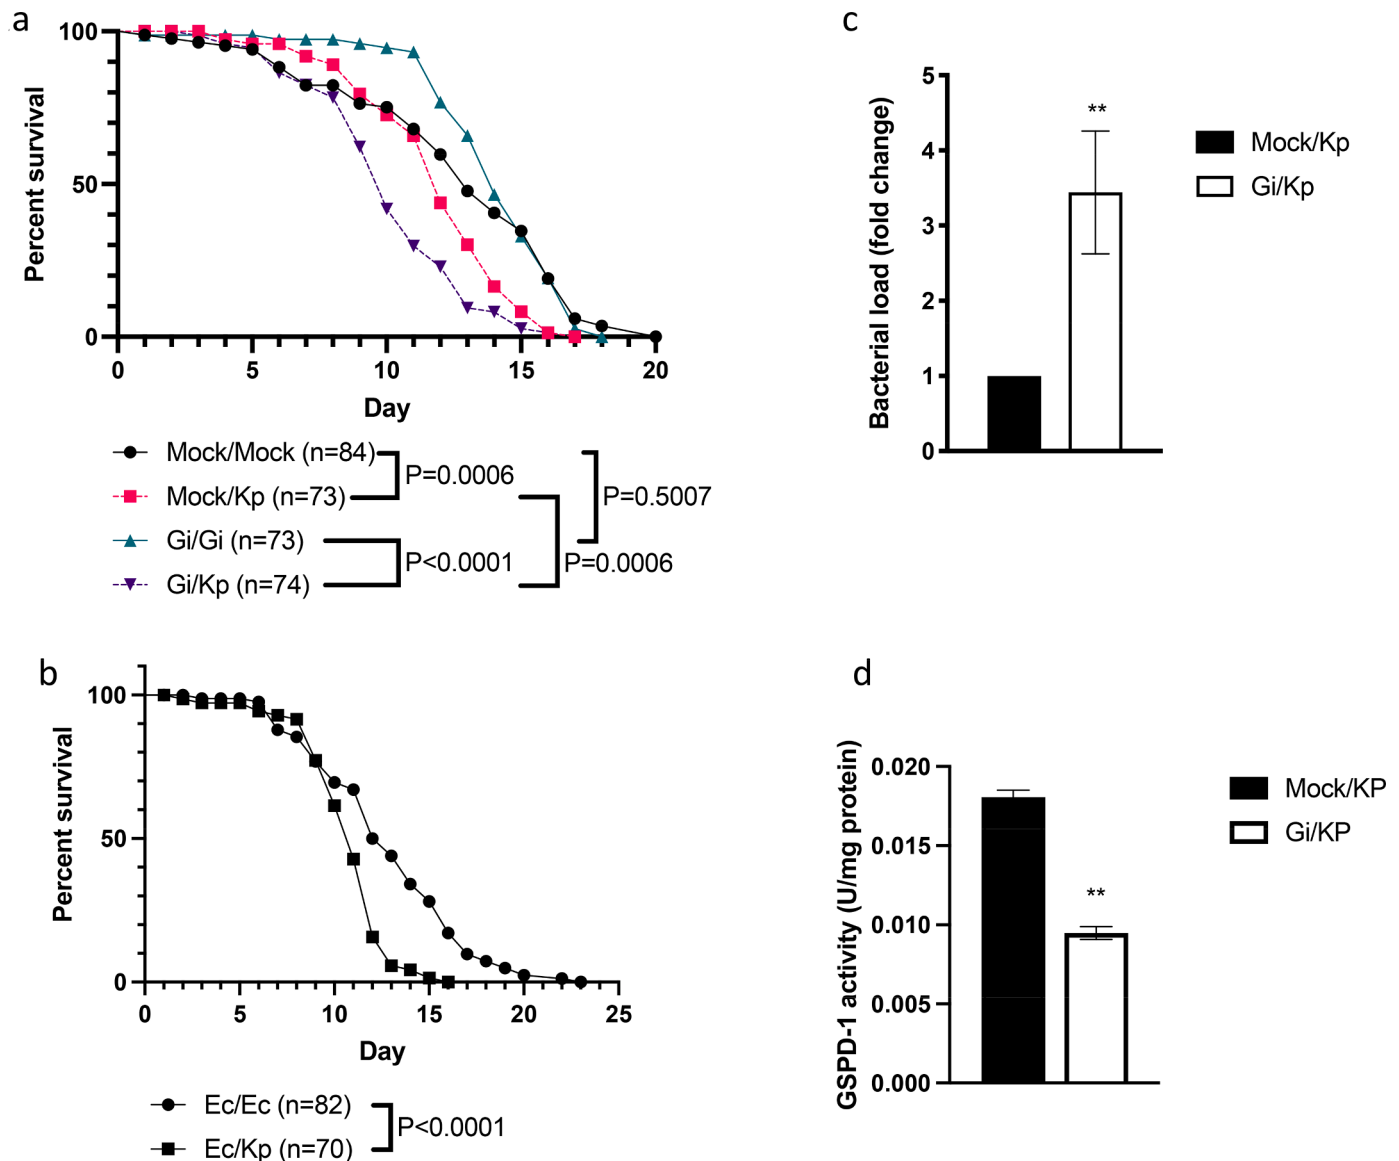 a
100
50
0
Percent survival
0 5 10 15 20
Day
Mock/Mock (n=84)
Mock/Kp (n=73)
Gi/Gi (n=73)
Gi/Kp (n=74)
P=0.0006
P<0.0001
P=0.5007
P=0.0006
b
100
50
0
Percent survival
0 5 10 15 20 25
Day
Ec/Ec (n=82)
Ec/Kp (n=70)
P<0.0001
c
5
4
3
2
1
0
Bacterial load (fold change)
**
Mock/Kp
Gi/Kp
d
0.020
0.015
0.010
0.005
0.000
GSPD-1 activity (U/mg protein)
**
Mock/KP
Gi/KP